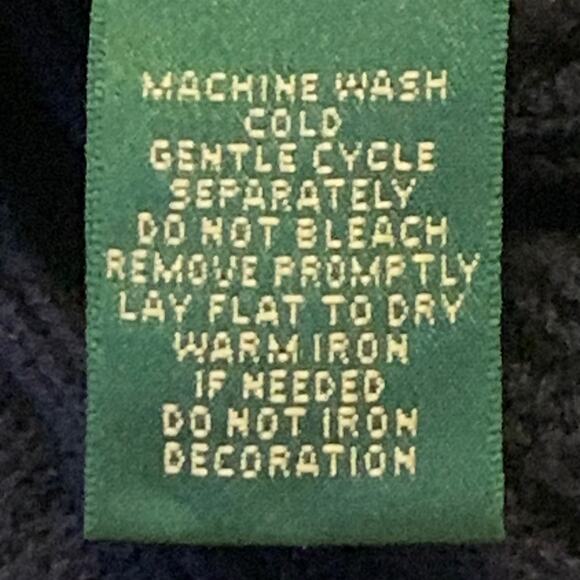 MACHINE WASH
COLD
GENTLE CYCLE
SEPARATELY
DO NOT BLEACH
REMOVE PROMPTLY
LAY FLAT TO DRY
WARM IRON
IF NEEDED
DO NOT IRON
DECORATION